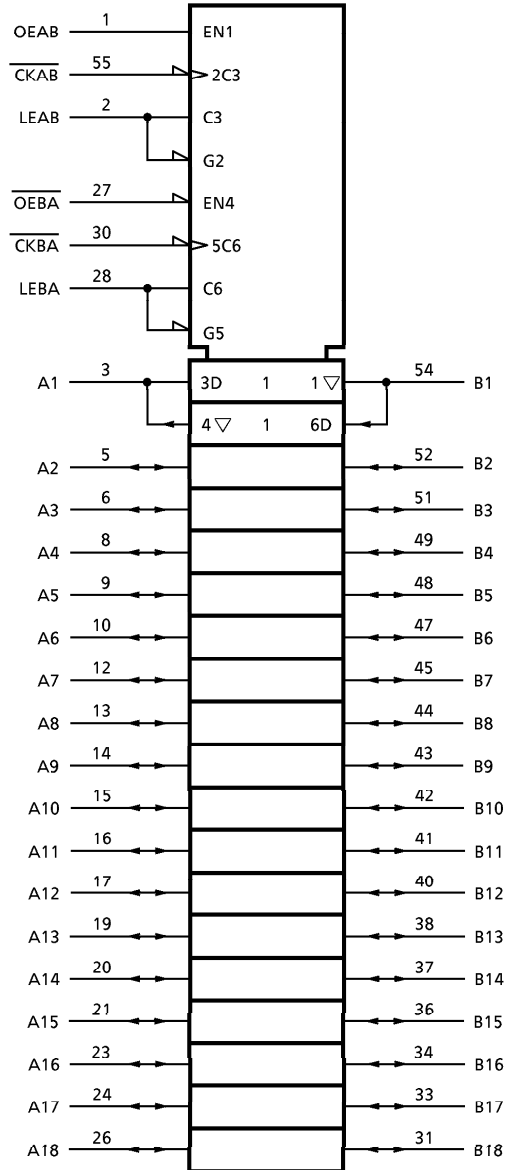 OEAB 1 EN1
CKAB 55 2C3
LEAB 2 C3
G2
OEBA 27 EN4
CKBA 30 5C6
LEBA 28 C6
G5
A1 3 3D 1 1 ▽ 54 B1
4 ▽ 1 6D
A2 5 52 B2
A3 6 51 B3
A4 8 49 B4
A5 9 48 B5
A6 10 47 B6
A7 12 45 B7
A8 13 44 B8
A9 14 43 B9
A10 15 42 B10
A11 16 41 B11
A12 17 40 B12
A13 19 38 B13
A14 20 37 B14
A15 21 36 B15
A16 23 34 B16
A17 24 33 B17
A18 26 31 B18